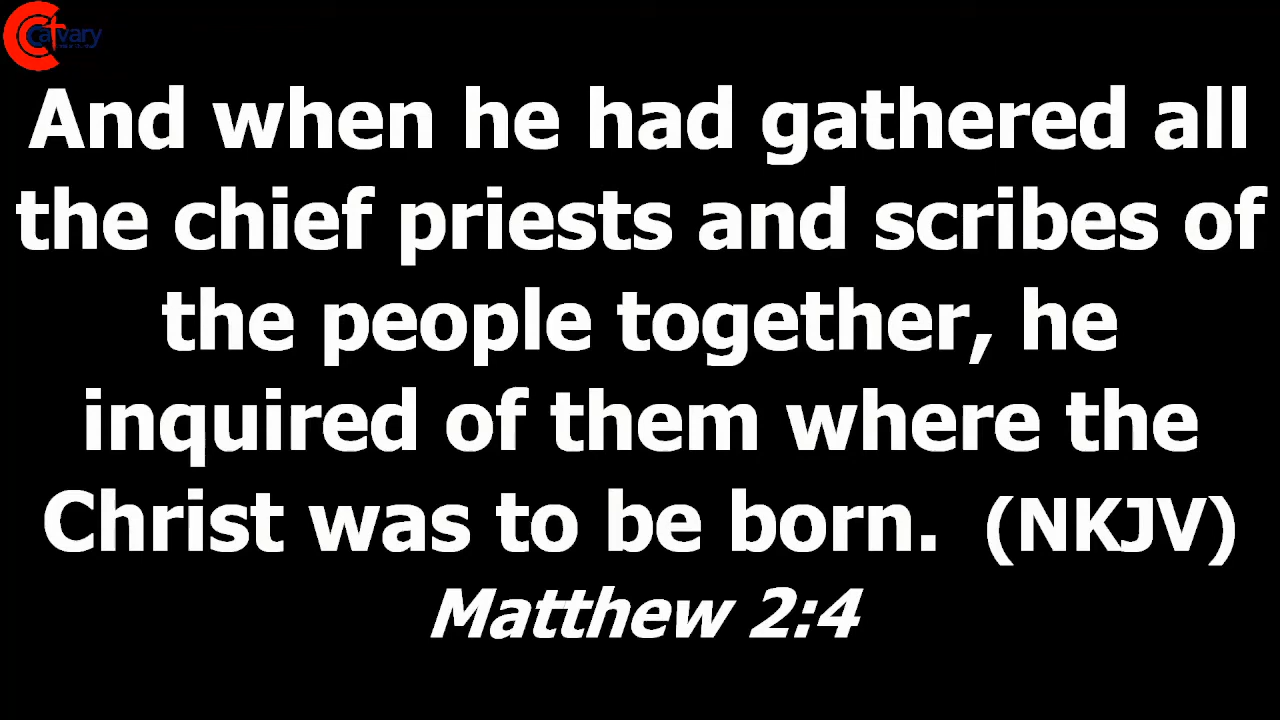 Calvary
And when he had gathered all
the chief priests and scribes of
the people together, he
inquired of them where the
Christ was to be born.  (NKJV)
Matthew 2:4